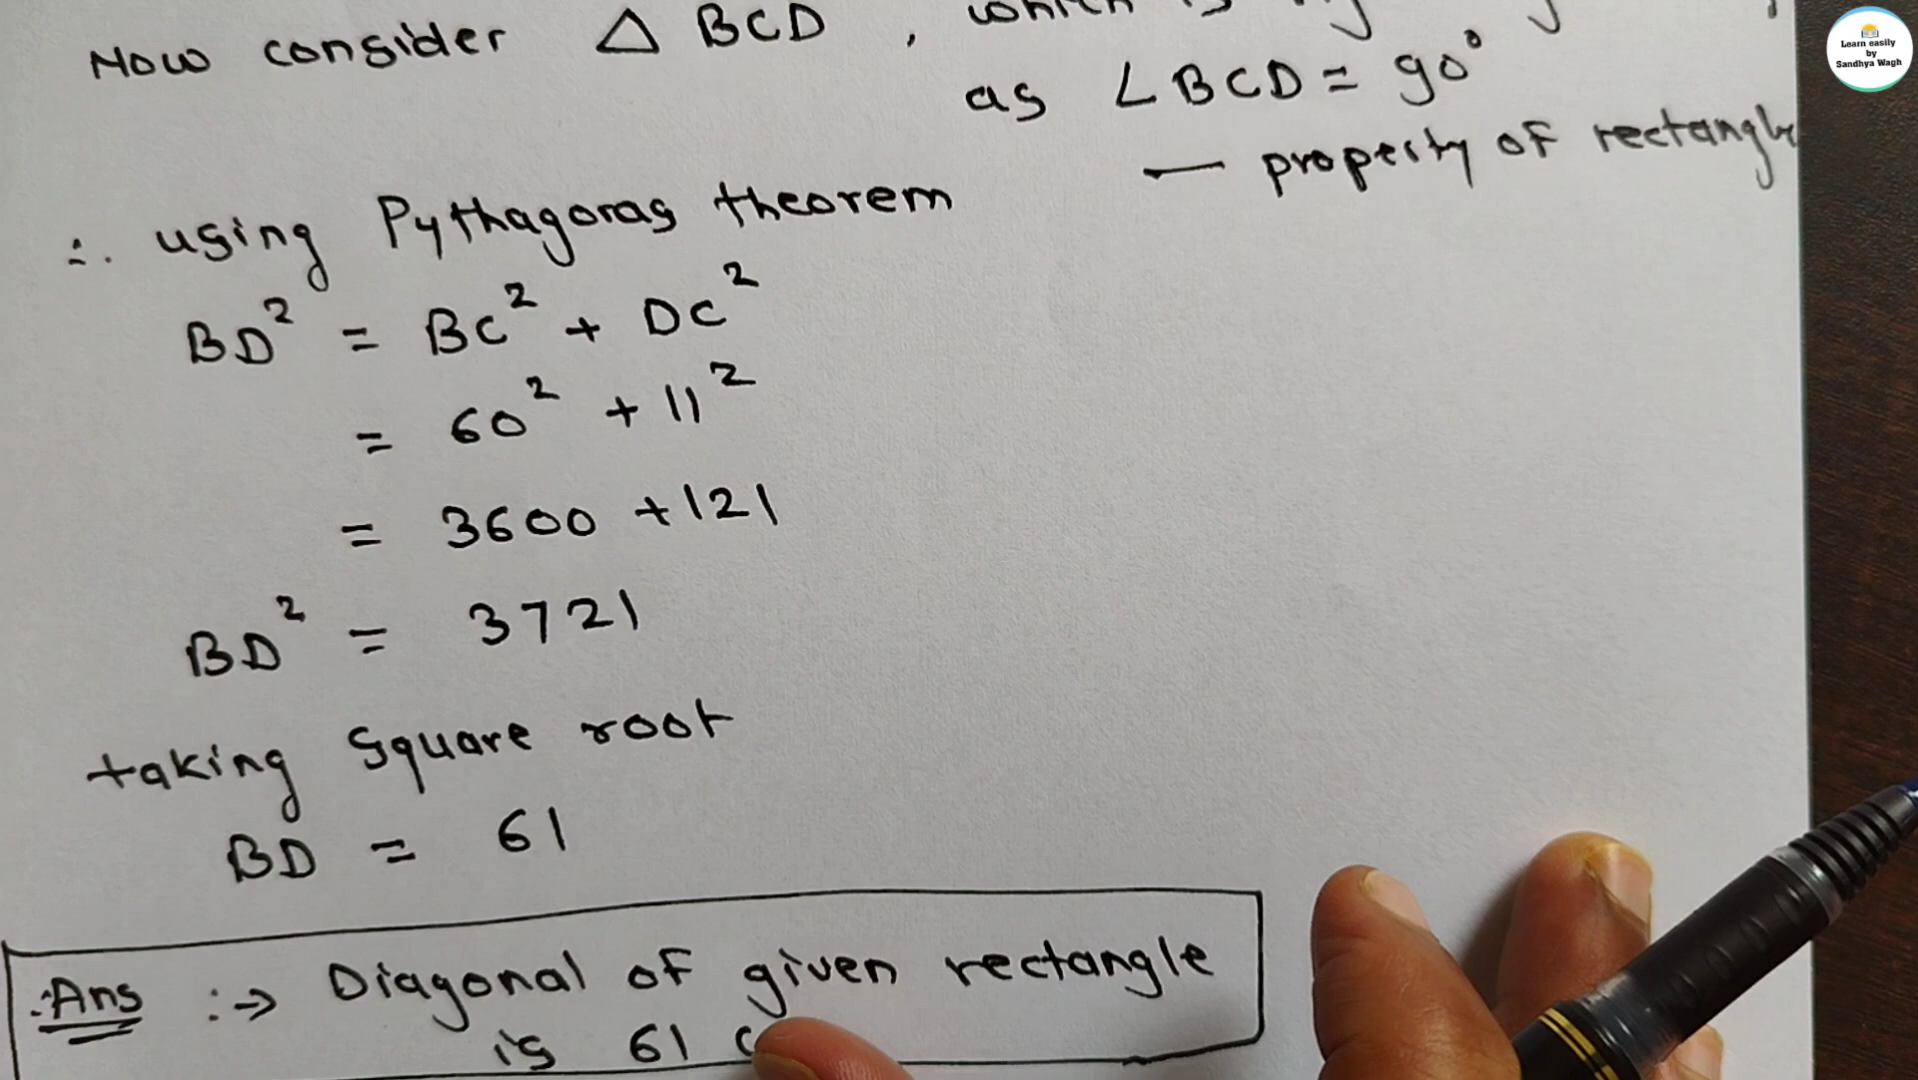 Now consider △ BCD , which is
as ∠BCD = 90°
— property of rectangle
∴ using Pythagoras theorem
BD² = BC² + DC²
= 60² + 11²
= 3600 + 121
BD² = 3721
taking square root
BD = 61
∴ Ans :→ Diagonal of given rectangle
is 61 c
Learn easily
by
Sandhya Wagh